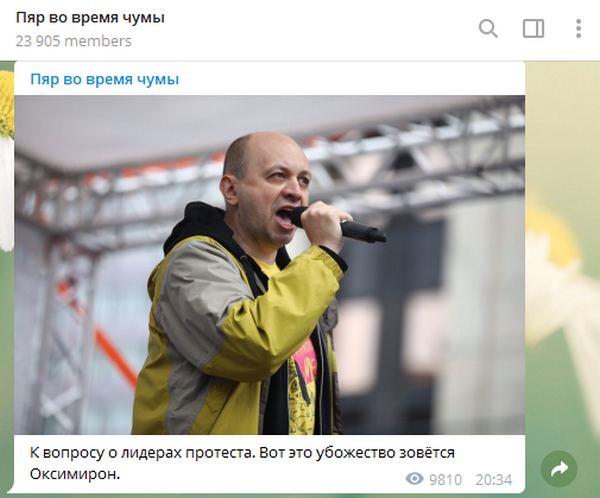 Пяр во время чумы
23 905 members
Пяр во время чумы
К вопросу о лидерах протеста. Вот это убожество зовётся
Оксимирон.
9810 20:34